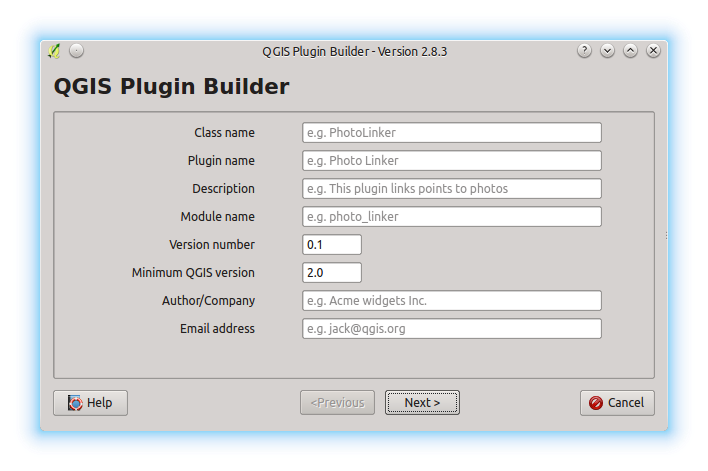 QGIS Plugin Builder - Version 2.8.3
QGIS Plugin Builder
Class name e.g. PhotoLinker
Plugin name e.g. Photo Linker
Description e.g. This plugin links points to photos
Module name e.g. photo_linker
Version number 0.1
Minimum QGIS version 2.0
Author/Company e.g. Acme widgets Inc.
Email address e.g. jack@qgis.org
Help <Previous Next > Cancel